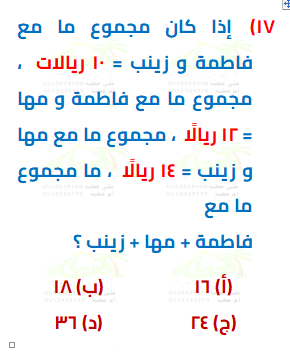 ١٧) إذا كان مجموع ما مع
فاطمة و زينب = ١٠ ريالات ،
مجموع ما مع فاطمة و مها
= ١٢ ريالًا ، مجموع ما مع مها
و زينب = ١٤ ريالًا ، ما مجموع
ما مع
فاطمة + مها + زينب ؟
(أ) ١٦ (ب) ١٨
(ج) ٢٤ (د) ٣٦